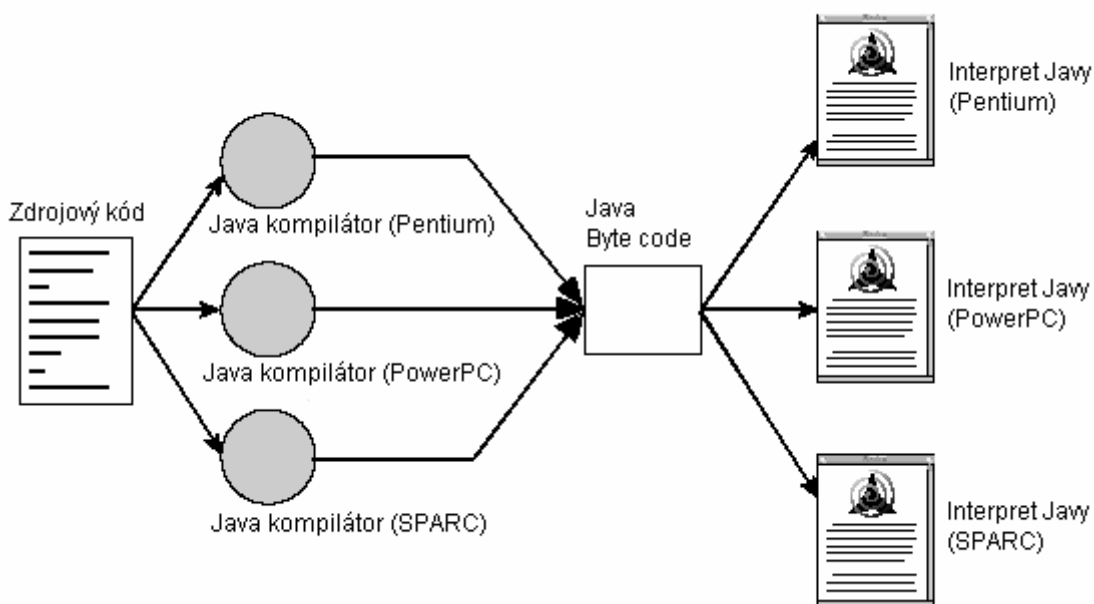 Zdrojový kód
Java kompilátor (Pentium)
Java kompilátor (PowerPC)
Java kompilátor (SPARC)
Java
Byte code
Interpret Javy
(Pentium)
Interpret Javy
(PowerPC)
Interpret Javy
(SPARC)